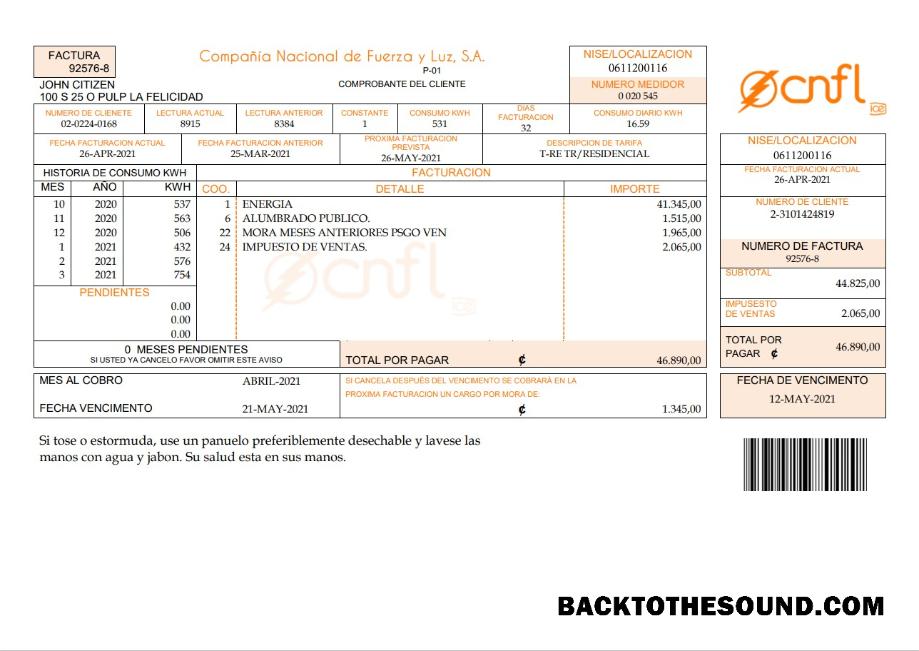 FACTURA
92576-8
Compañía Nacional de Fuerza y Luz, S.A.
P-01
COMPROBANTE DEL CLIENTE
NISE/LOCALIZACION
0611200116
NUMERO MEDIDOR
0 020 545
JOHN CITIZEN
100 S 25 O PULP LA FELICIDAD
NUMERO DE CLIENETE LECTURA ACTUAL LECTURA ANTERIOR CONSTANTE CONSUMO KWH DIAS FACTURACION CONSUMO DIARIO KWH
02-0224-0168 8915 8384 1 531 32 16.59
FECHA FACTURACION ACTUAL FECHA FACTURACION ANTERIOR PROXIMA FACTURACION PREVISTA DESCRIPCION DE TARIFA
26-APR-2021 25-MAR-2021 26-MAY-2021 T-RE TR/RESIDENCIAL
HISTORIA DE CONSUMO KWH FACTURACION
MES AÑO KWH COO. DETALLE IMPORTE
10 2020 537 1 ENERGIA 41.345,00
11 2020 563 6 ALUMBRADO PUBLICO. 1.515,00
12 2020 506 22 MORA MESES ANTERIORES PSGO VEN 1.965,00
1 2021 432 24 IMPUESTO DE VENTAS. 2.065,00
2 2021 576
3 2021 754
cnfl
ice
PENDIENTES
0.00
0.00
0.00
0 MESES PENDIENTES
SI USTED YA CANCELO FAVOR OMITIR ESTE AVISO
TOTAL POR PAGAR ₡ 46.890,00
MES AL COBRO ABRIL-2021
FECHA VENCIMENTO 21-MAY-2021
SI CANCELA DESPUÉS DEL VENCIMENTO SE COBRARÁ EN LA
PROXIMA FACTURACION UN CARGO POR MORA DE:
₡ 1.345,00
Si tose o estormuda, use un panuelo preferiblemente desechable y lavese las
manos con agua y jabon. Su salud esta en sus manos.
cnfl
ice
NISE/LOCALIZACION
0611200116
FECHA FACTURACION ACTUAL
26-APR-2021
NUMERO DE CLIENTE
2-3101424819
NUMERO DE FACTURA
92576-8
SUBTOTAL
44.825,00
IMPUSESTO
DE VENTAS 2.065,00
TOTAL POR
PAGAR ₡ 46.890,00
FECHA DE VENCIMENTO
12-MAY-2021
BACKTOTHESOUND.COM